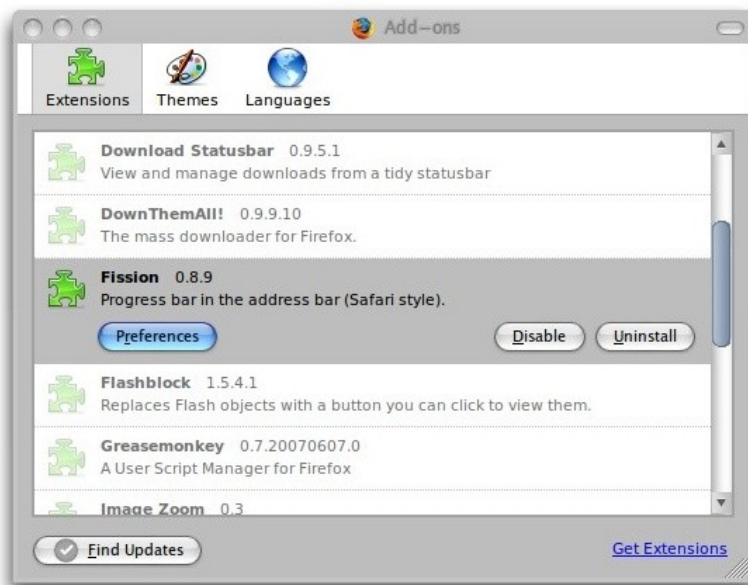 Add-ons
Extensions Themes Languages
Download Statusbar 0.9.5.1
View and manage downloads from a tidy statusbar
DownThemAll! 0.9.9.10
The mass downloader for Firefox.
Fission 0.8.9
Progress bar in the address bar (Safari style).
Preferences Disable Uninstall
Flashblock 1.5.4.1
Replaces Flash objects with a button you can click to view them.
Greasemonkey 0.7.20070607.0
A User Script Manager for Firefox
Image Zoom 0.3
Find Updates Get Extensions